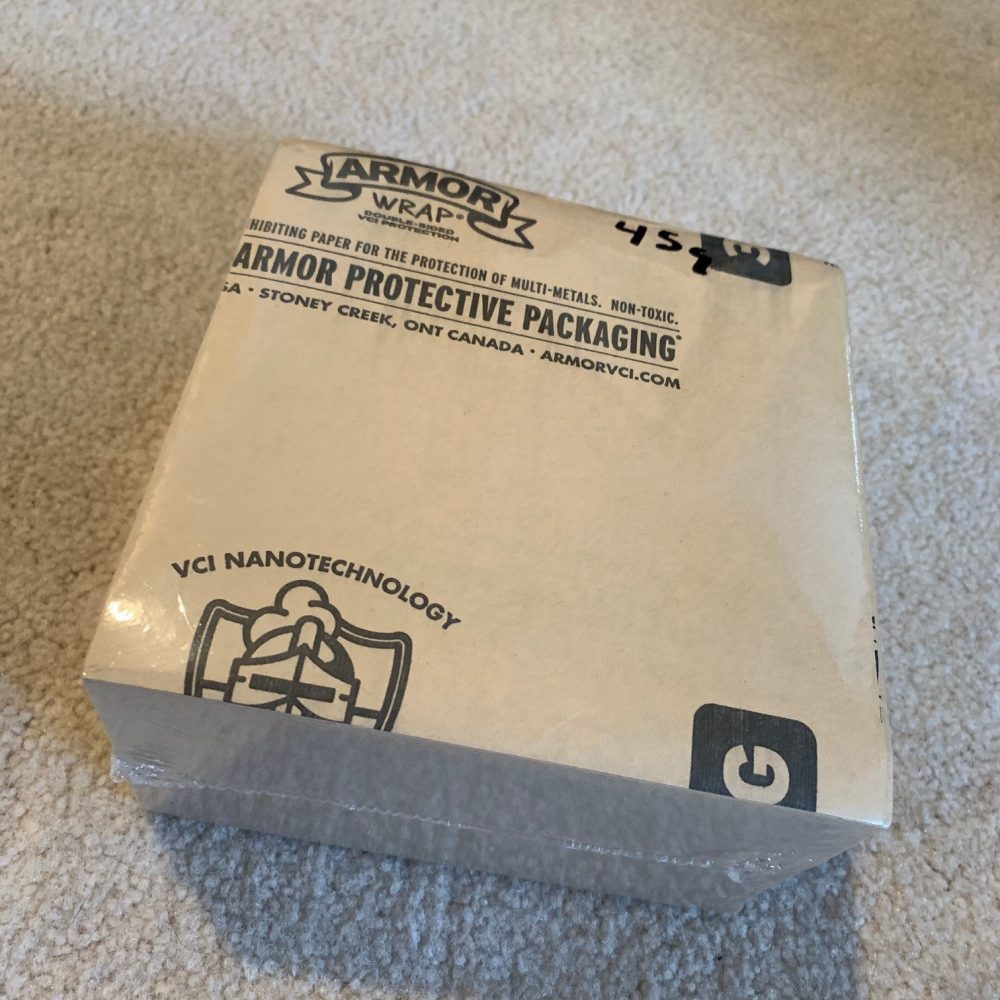 ARMOR
WRAP®
DOUBLE-SIDED
VCI PROTECTION
45g
G
HIBITING PAPER FOR THE PROTECTION OF MULTI-METALS. NON-TOXIC.
ARMOR PROTECTIVE PACKAGING®
SA · STONEY CREEK, ONT CANADA · ARMORVCI.COM
VCI NANOTECHNOLOGY
G